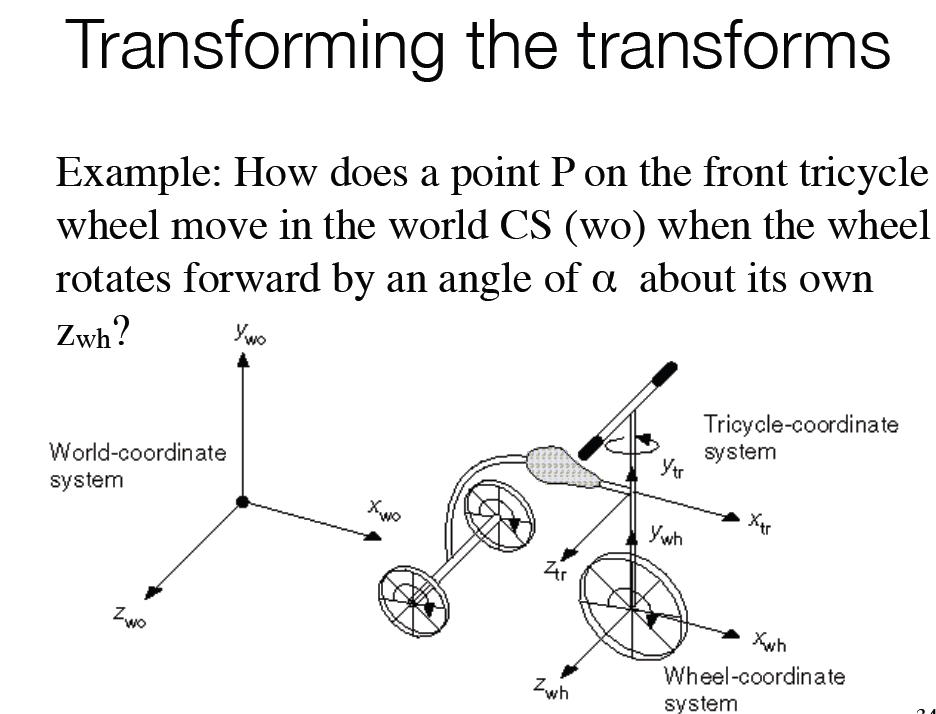 Transforming the transforms
Example: How does a point P on the front tricycle
wheel move in the world CS (wo) when the wheel
rotates forward by an angle of α about its own
zwh?
ywo
World-coordinate
system
xwo
zwo
Tricycle-coordinate
system
ytr
xtr
ztr
ywh
xwh
zwh
Wheel-coordinate
system